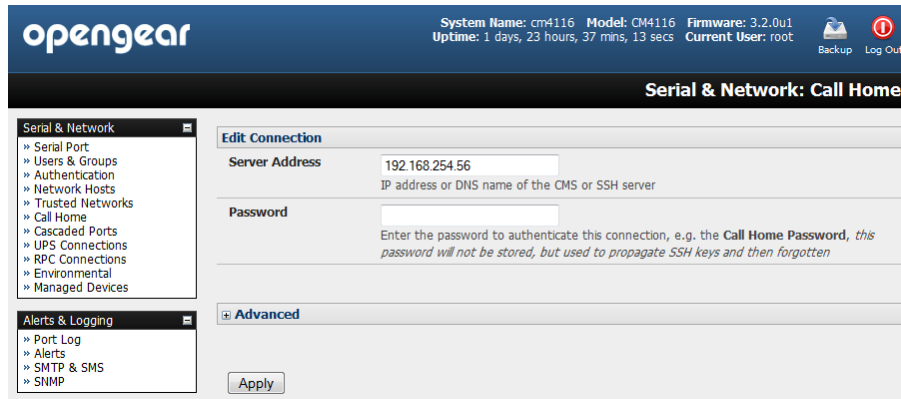 opengear
System Name: cm4116 Model: CM4116 Firmware: 3.2.0u1
Uptime: 1 days, 23 hours, 37 mins, 13 secs Current User: root
Backup
Log Out
Serial & Network: Call Home
Serial & Network
» Serial Port
» Users & Groups
» Authentication
» Network Hosts
» Trusted Networks
» Call Home
» Cascaded Ports
» UPS Connections
» RPC Connections
» Environmental
» Managed Devices
Alerts & Logging
» Port Log
» Alerts
» SMTP & SMS
» SNMP
Edit Connection
Server Address
192.168.254.56
IP address or DNS name of the CMS or SSH server
Password
Enter the password to authenticate this connection, e.g. the Call Home Password, this
password will not be stored, but used to propagate SSH keys and then forgotten
Advanced
Apply